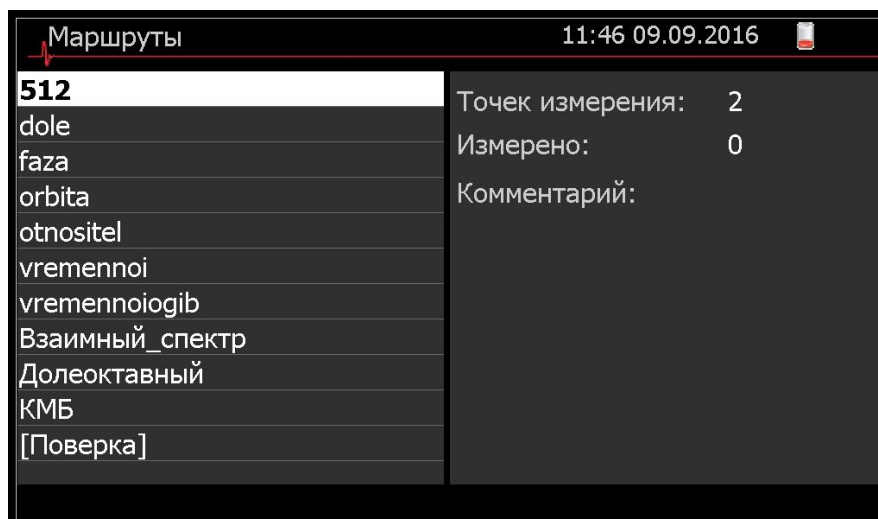 Маршруты 11:46 09.09.2016
512
dole
faza
orbita
otnositel
vremennoi
vremennoiogib
Взаимный_спектр
Долеоктавный
КМБ
[Поверка]
Точек измерения: 2
Измерено: 0
Комментарий: